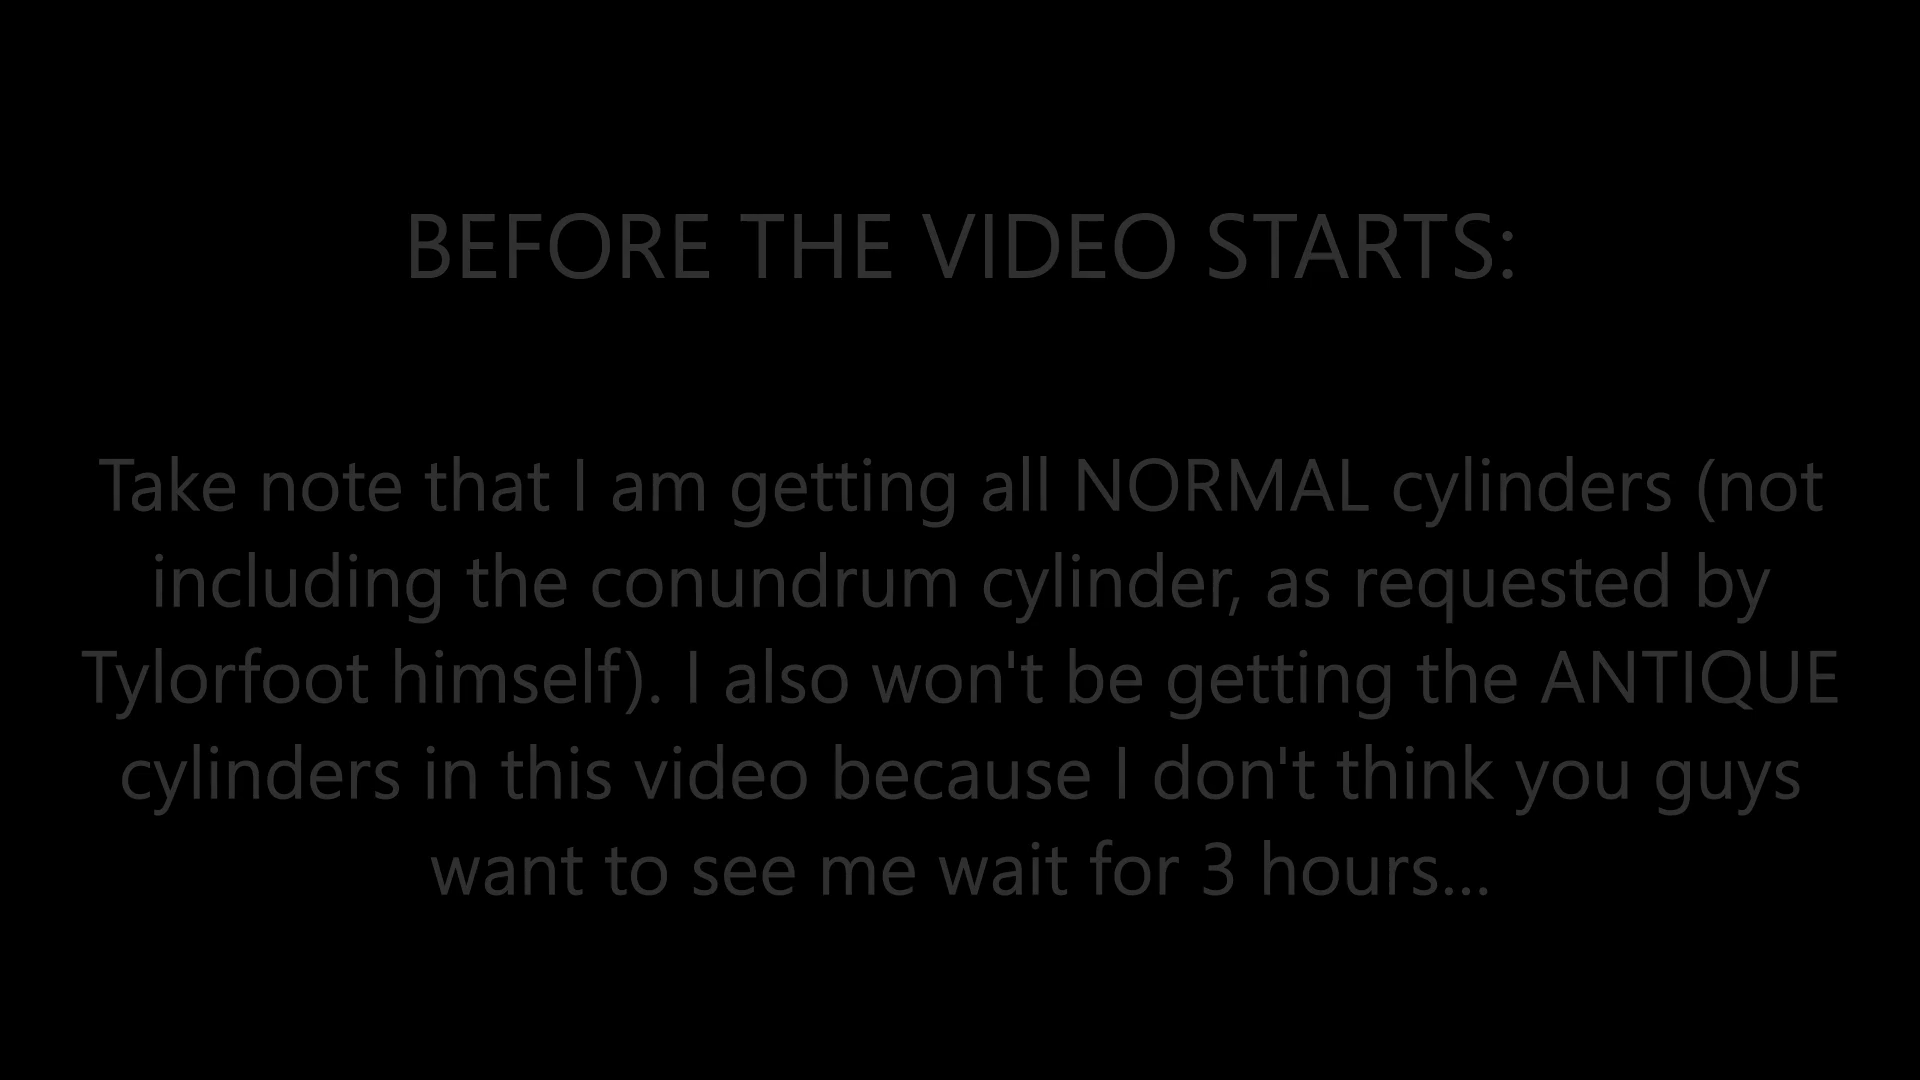 BEFORE THE VIDEO STARTS:
Take note that I am getting all NORMAL cylinders (not
including the conundrum cylinder, as requested by
Tylorfoot himself). I also won't be getting the ANTIQUE
cylinders in this video because I don't think you guys
want to see me wait for 3 hours...